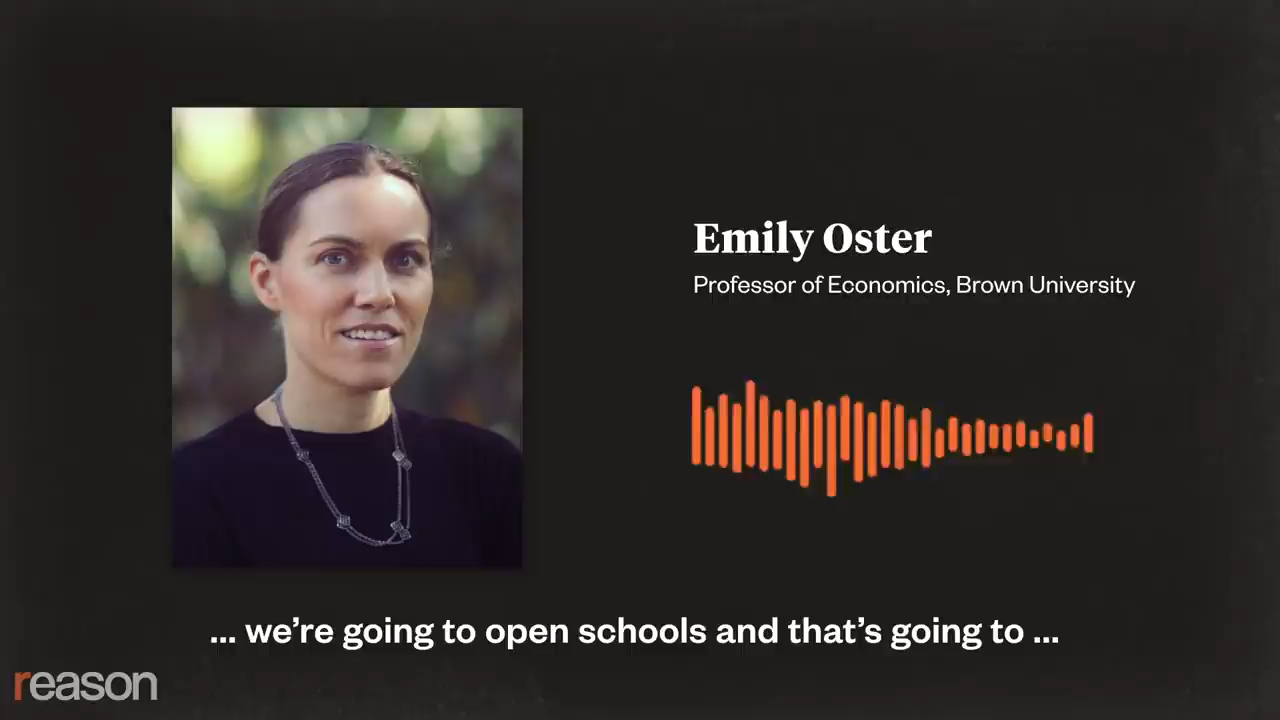 Emily Oster
Professor of Economics, Brown University
... we're going to open schools and that's going to ...
reason